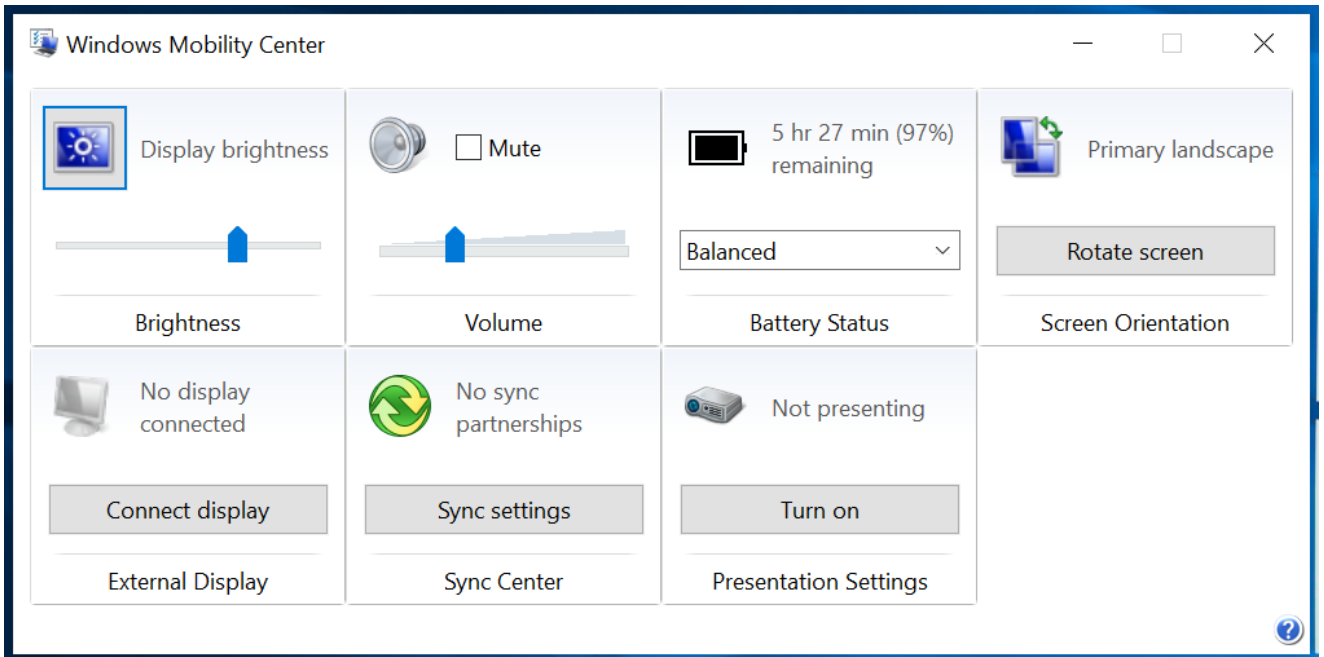 Windows Mobility Center
Display brightness
Brightness
Mute
Volume
5 hr 27 min (97%)
remaining
Balanced
Battery Status
Primary landscape
Rotate screen
Screen Orientation
No display
connected
Connect display
External Display
No sync
partnerships
Sync settings
Sync Center
Not presenting
Turn on
Presentation Settings
?